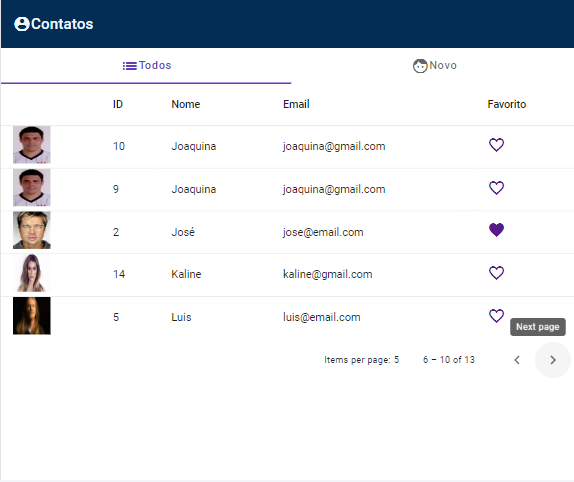 Contatos
Todos Novo
ID Nome Email Favorito
10 Joaquina joaquina@gmail.com
9 Joaquina joaquina@gmail.com
2 José jose@email.com
14 Kaline kaline@gmail.com
5 Luis luis@email.com
Next page
Items per page: 5 6 – 10 of 13